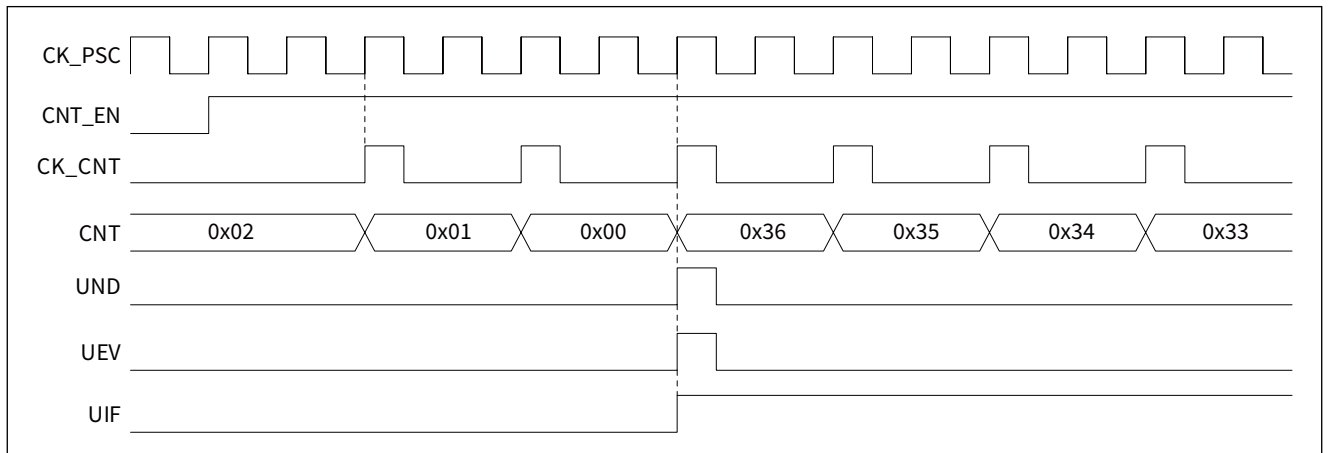 CK_PSC
CNT_EN
CK_CNT
CNT 0x02 0x01 0x00 0x36 0x35 0x34 0x33
UND
UEV
UIF